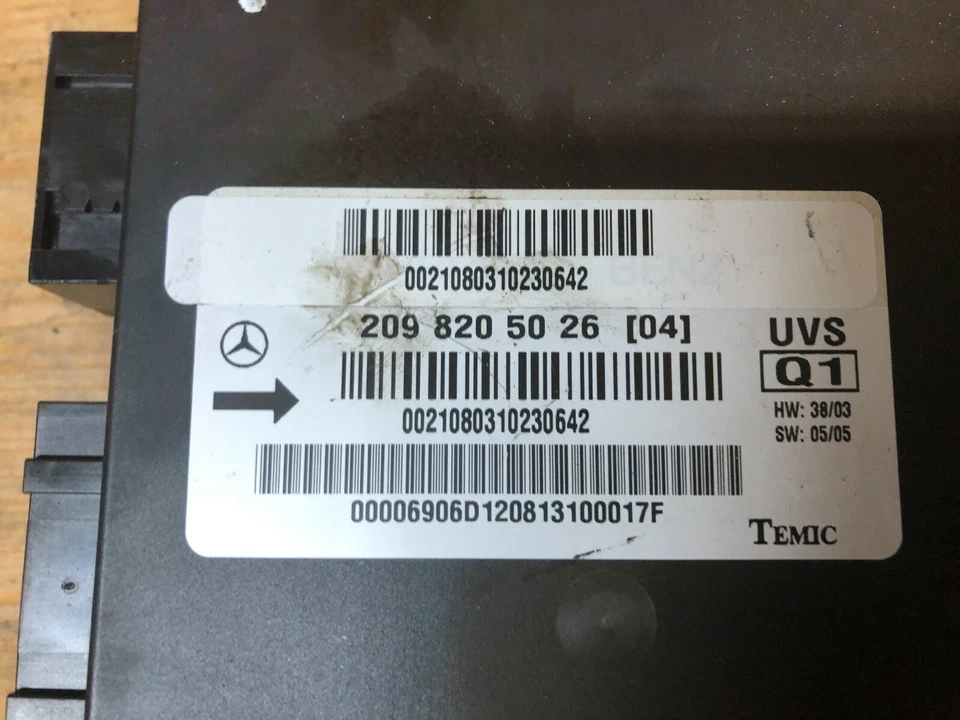 0021080310230642
209 820 50 26 [04]
UVS
Q1
0021080310230642
HW: 38/03
SW: 05/05
00006906D120813100017F
TEMIC